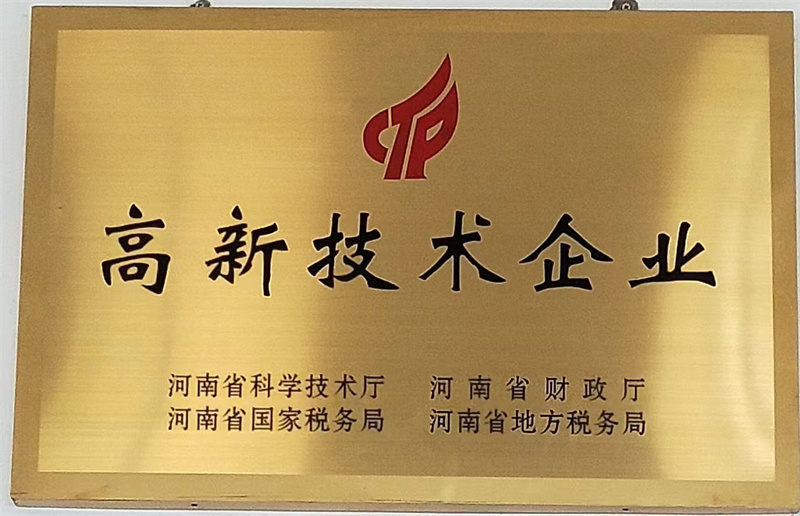 CTP
高新技术企业
河南省科学技术厅 河南省财政厅
河南省国家税务局 河南省地方税务局